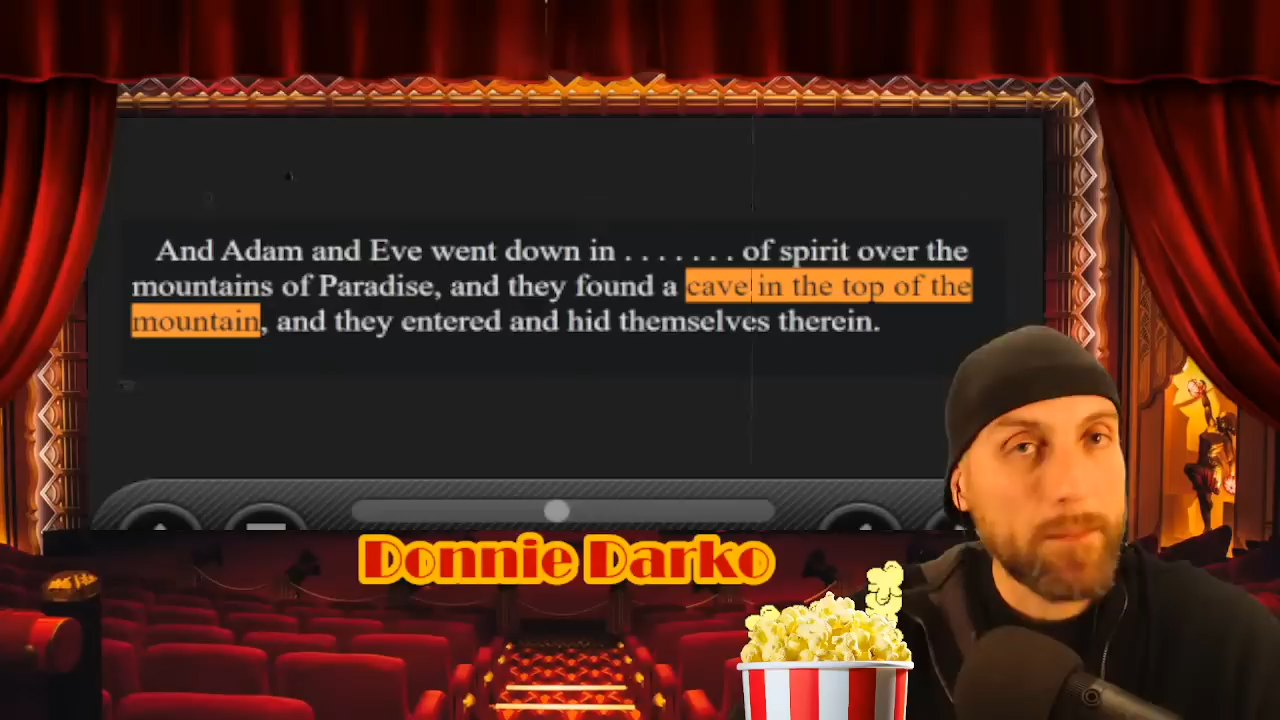 And Adam and Eve went down in . . . . . . . of spirit over the
mountains of Paradise, and they found a cave in the top of the
mountain, and they entered and hid themselves therein.
Donnie Darko